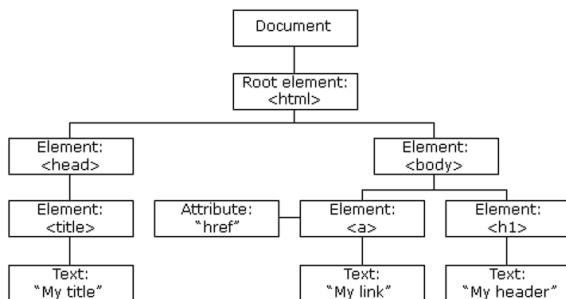 Document
Root element:
<html>
Element:
<head>
Element:
<body>
Element:
<title>
Attribute:
“href”
Element:
<a>
Element:
<h1>
Text:
“My title”
Text:
“My link”
Text:
“My header”